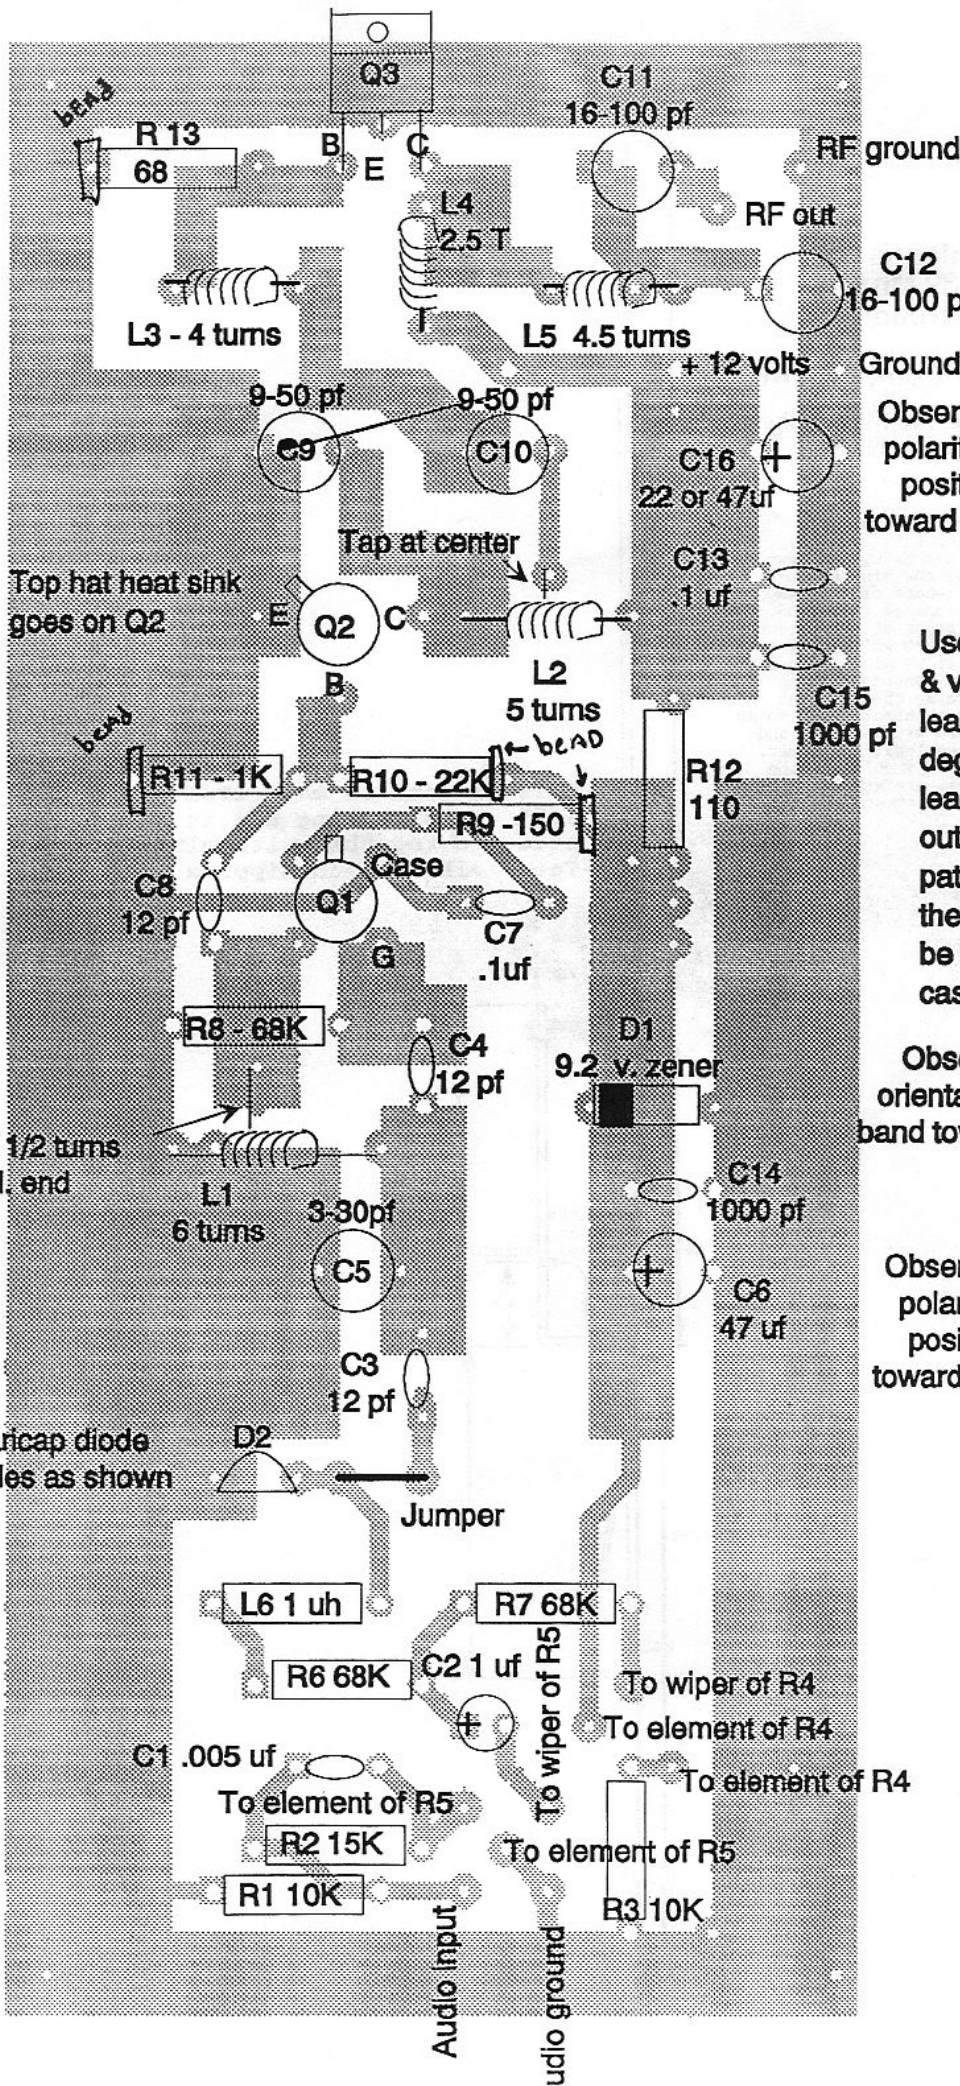 Q3
C11
16-100 pf
bead
R 13
68
B
E
C
RF ground
L4
2.5 T
RF out
C12
16-100 p
L3 - 4 turns
L5 4.5 turns
+ 12 volts
Ground
9-50 pf
9-50 pf
Obser
polarit
posit
toward
C9
C10
C16
+
22 or 47uf
Tap at center
C13
.1 uf
Top hat heat sink
goes on Q2
E
Q2
C
B
L2
5 turns
Use
& v
lea
deg
lea
out
pat
the
be
cas
C15
1000 pf
bead
bead
R11 - 1K
R10 - 22K
R12
110
R9 -150
Case
C8
12 pf
Q1
C7
.1uf
G
R8 - 68K
C4
12 pf
D1
9.2 v. zener
Obse
orienta
band tov
1/2 turns
. end
L1
6 turns
C14
1000 pf
3-30pf
C5
+
C6
47 uf
Obser
polar
posi
toward
C3
12 pf
ricap diode
les as shown
D2
Jumper
L6 1 uh
R7 68K
R6 68K
C2 1 uf
+
To wiper of R5
To wiper of R4
To element of R4
C1 .005 uf
To element of R4
To element of R5
R2 15K
To element of R5
R1 10K
R3 10K
Audio input
udio ground